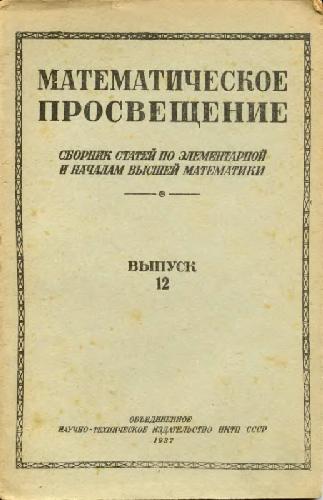 МАТЕМАТИЧЕСКОЕ
ПРОСВЕЩЕНИЕ
СБОРНИК СТАТЕЙ ПО ЭЛЕМЕНТАРНОЙ
И НАЧАЛАМ ВЫСШЕЙ МАТЕМАТИКИ
ВЫПУСК
12
ОБЪЕДИНЕННОЕ
НАУЧНО-ТЕХНИЧЕСКОЕ ИЗДАТЕЛЬСТВО НКТП СССР
1937